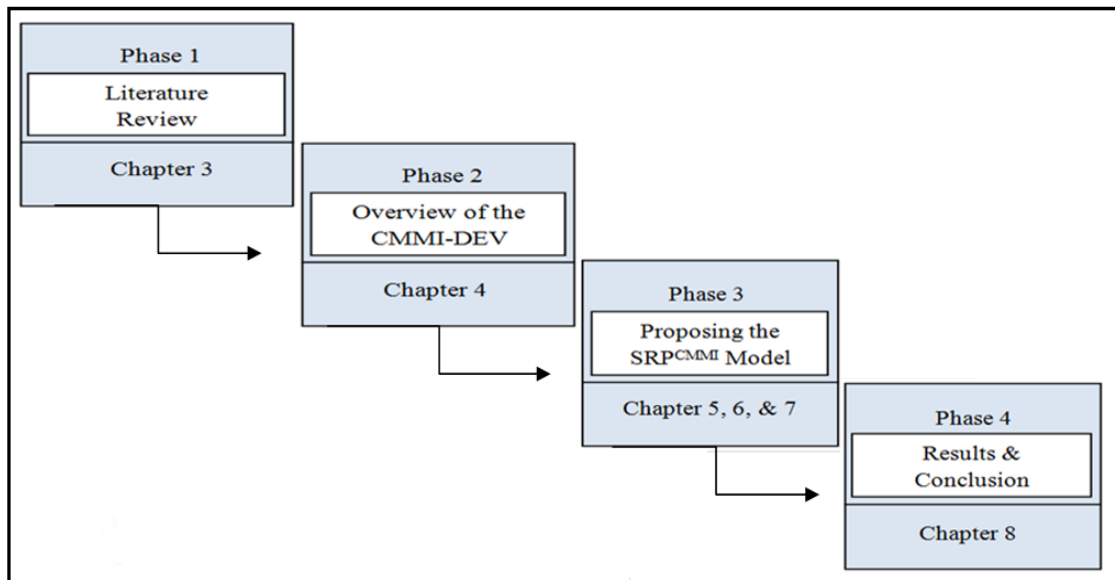 Phase 1
Literature
Review
Chapter 3
Phase 2
Overview of the
CMMI-DEV
Chapter 4
Phase 3
Proposing the
SRPCMMI Model
Chapter 5, 6, & 7
Phase 4
Results &
Conclusion
Chapter 8